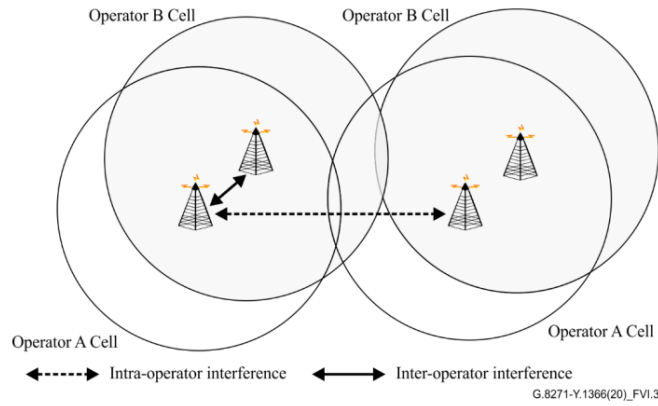 Operator B Cell
Operator B Cell
Operator A Cell
Operator A Cell
Intra-operator interference
Inter-operator interference
G.8271-Y.1366(20)_FVI.3